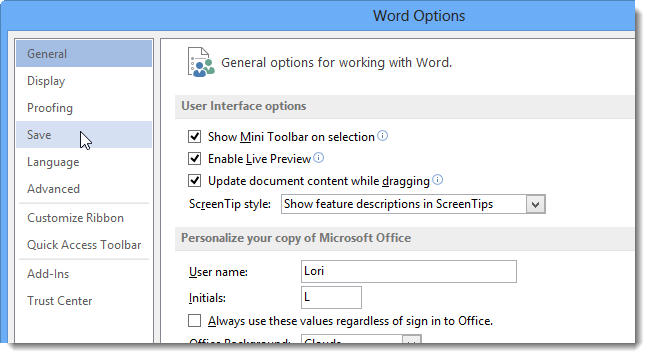 Word Options
General
Display
Proofing
Save
Language
Advanced
Customize Ribbon
Quick Access Toolbar
Add-Ins
Trust Center
General options for working with Word.
User Interface options
Show Mini Toolbar on selection
Enable Live Preview
Update document content while dragging
ScreenTip style: Show feature descriptions in ScreenTips
Personalize your copy of Microsoft Office
User name: Lori
Initials: L
Always use these values regardless of sign in to Office.
Office Background: Clouds